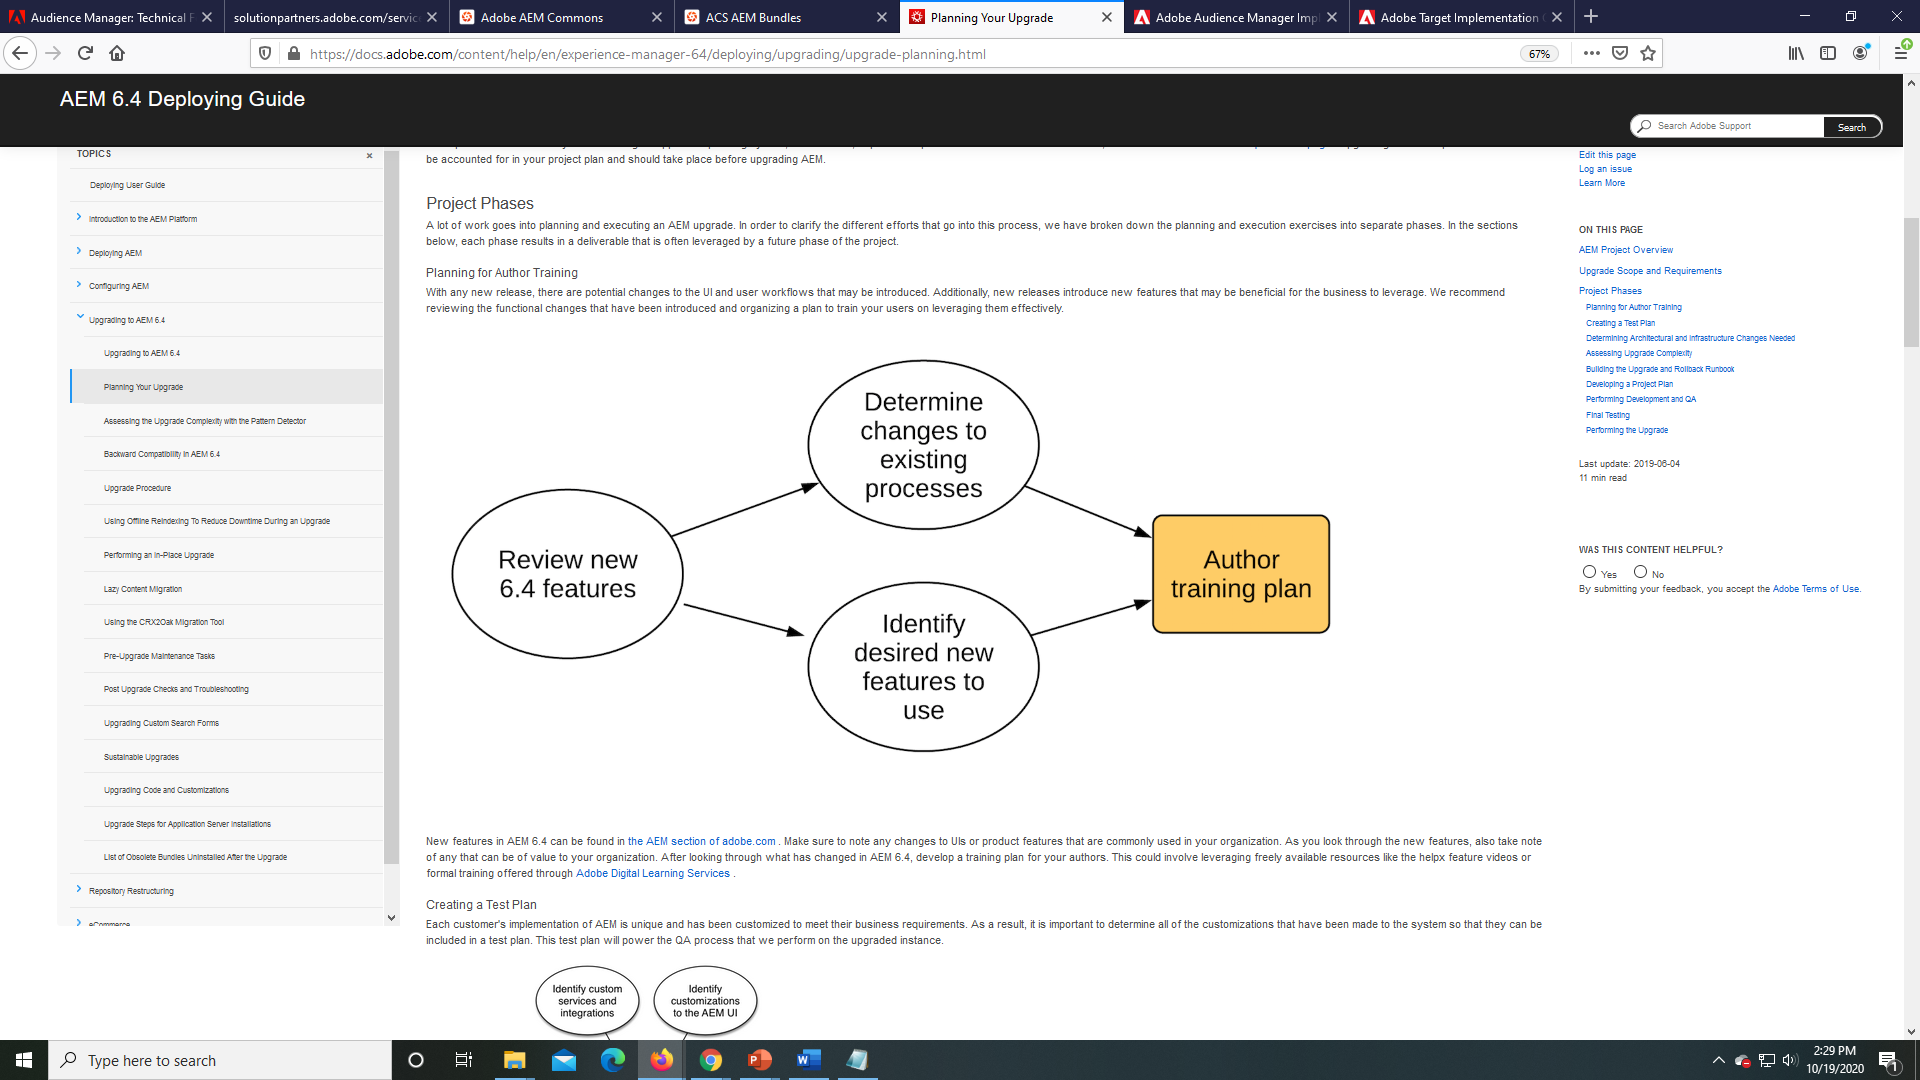 Audience Manager: Technical F
solutionpartners.adobe.com/servic
Adobe AEM Commons
ACS AEM Bundles
Planning Your Upgrade
Adobe Audience Manager Imp
Adobe Target Implementation
https://docs.adobe.com/content/help/en/experience-manager-64/deploying/upgrading/upgrade-planning.html
67%
AEM 6.4 Deploying Guide
Search Adobe Support
Search
TOPICS
Deploying User Guide
Introduction to the AEM Platform
Deploying AEM
Configuring AEM
Upgrading to AEM 6.4
Upgrading to AEM 6.4
Planning Your Upgrade
Assessing the Upgrade Complexity with the Pattern Detector
Backward Compatibility in AEM 6.4
Upgrade Procedure
Using Offline Reindexing To Reduce Downtime During an Upgrade
Performing an In-Place Upgrade
Lazy Content Migration
Using the CRX2Oak Migration Tool
Pre-Upgrade Maintenance Tasks
Post Upgrade Checks and Troubleshooting
Upgrading Custom Search Forms
Sustainable Upgrades
Upgrading Code and Customizations
Upgrade Steps for Application Server Installations
List of Obsolete Bundles Uninstalled After the Upgrade
Repository Restructuring
eCommerce
be accounted for in your project plan and should take place before upgrading AEM.
Project Phases
A lot of work goes into planning and executing an AEM upgrade. In order to clarify the different efforts that go into this process, we have broken down the planning and execution exercises into separate phases. In the sections
below, each phase results in a deliverable that is often leveraged by a future phase of the project.
Planning for Author Training
With any new release, there are potential changes to the UI and user workflows that may be introduced. Additionally, new releases introduce new features that may be beneficial for the business to leverage. We recommend
reviewing the functional changes that have been introduced and organizing a plan to train your users on leveraging them effectively.
Review new
6.4 features
Determine
changes to
existing
processes
Identify
desired new
features to
use
Author
training plan
New features in AEM 6.4 can be found in the AEM section of adobe.com . Make sure to note any changes to UIs or product features that are commonly used in your organization. As you look through the new features, also take note
of any that can be of value to your organization. After looking through what has changed in AEM 6.4, develop a training plan for your authors. This could involve leveraging freely available resources like the helpx feature videos or
formal training offered through Adobe Digital Learning Services .
Creating a Test Plan
Each customer's implementation of AEM is unique and has been customized to meet their business requirements. As a result, it is important to determine all of the customizations that have been made to the system so that they can be
included in a test plan. This test plan will power the QA process that we perform on the upgraded instance.
Identify custom
services and
integrations
Identify
customizations
to the AEM UI
Edit this page
Log an issue
Learn More
ON THIS PAGE
AEM Project Overview
Upgrade Scope and Requirements
Project Phases
Planning for Author Training
Creating a Test Plan
Determining Architectural and Infrastructure Changes Needed
Assessing Upgrade Complexity
Building the Upgrade and Rollback Runbook
Developing a Project Plan
Performing Development and QA
Final Testing
Performing the Upgrade
Last update: 2019-06-04
11 min read
WAS THIS CONTENT HELPFUL?
Yes No
By submitting your feedback, you accept the Adobe Terms of Use.
Type here to search
2:29 PM
10/19/2020
1